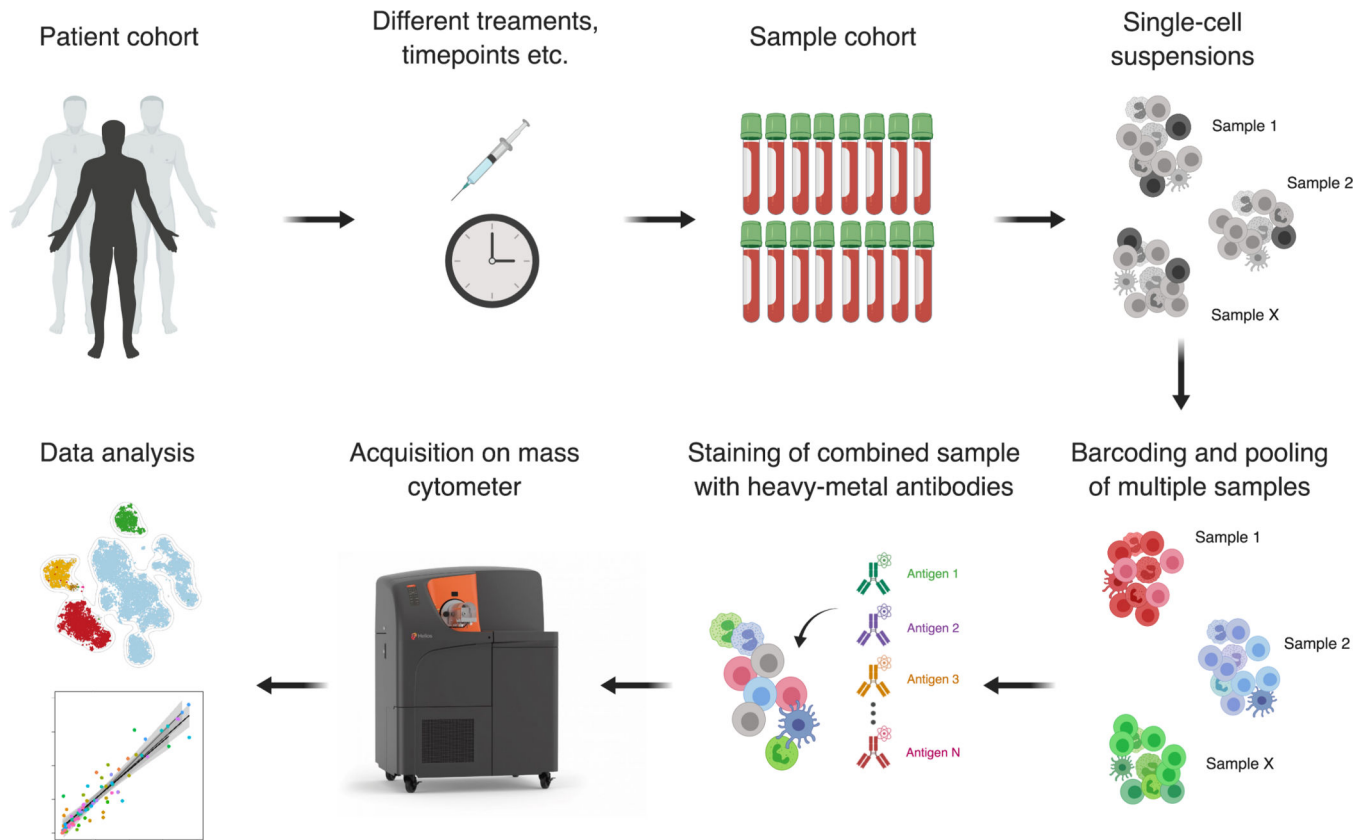 Patient cohort
Different treaments,
timepoints etc.
Sample cohort
Single-cell
suspensions
Sample 1
Sample 2
Sample X
Data analysis
Acquisition on mass
cytometer
Staining of combined sample
with heavy-metal antibodies
Barcoding and pooling
of multiple samples
Helios
Antigen 1
Antigen 2
Antigen 3
Antigen N
Sample 1
Sample 2
Sample X